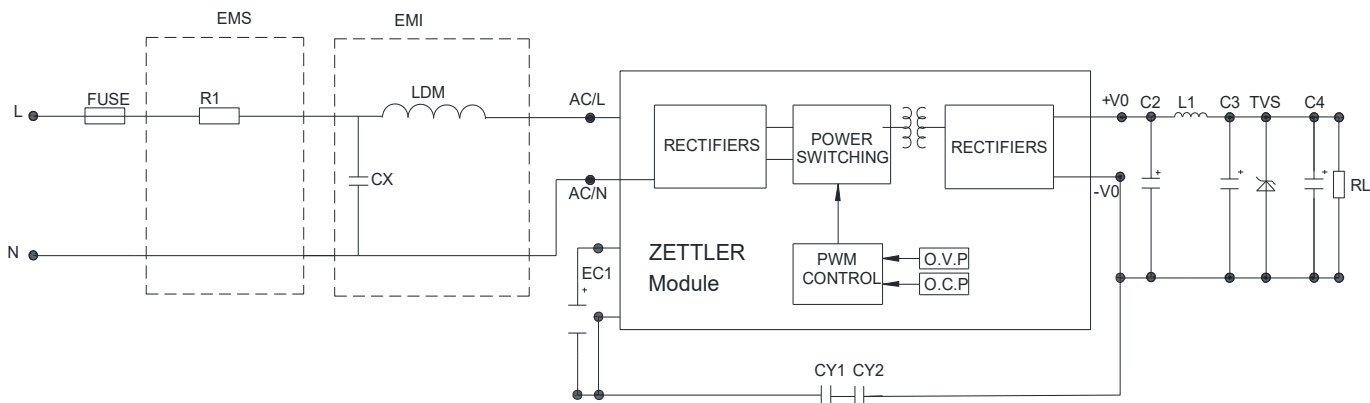 EMS
EMI
L
FUSE
R1
LDM
CX
N
AC/L
AC/N
EC1
+
RECTIFIERS
POWER
SWITCHING
RECTIFIERS
ZETTLER
Module
PWM
CONTROL
O.V.P
O.C.P
+V0
-V0
C2
L1
C3
TVS
C4
+
+
+
RL
CY1
CY2